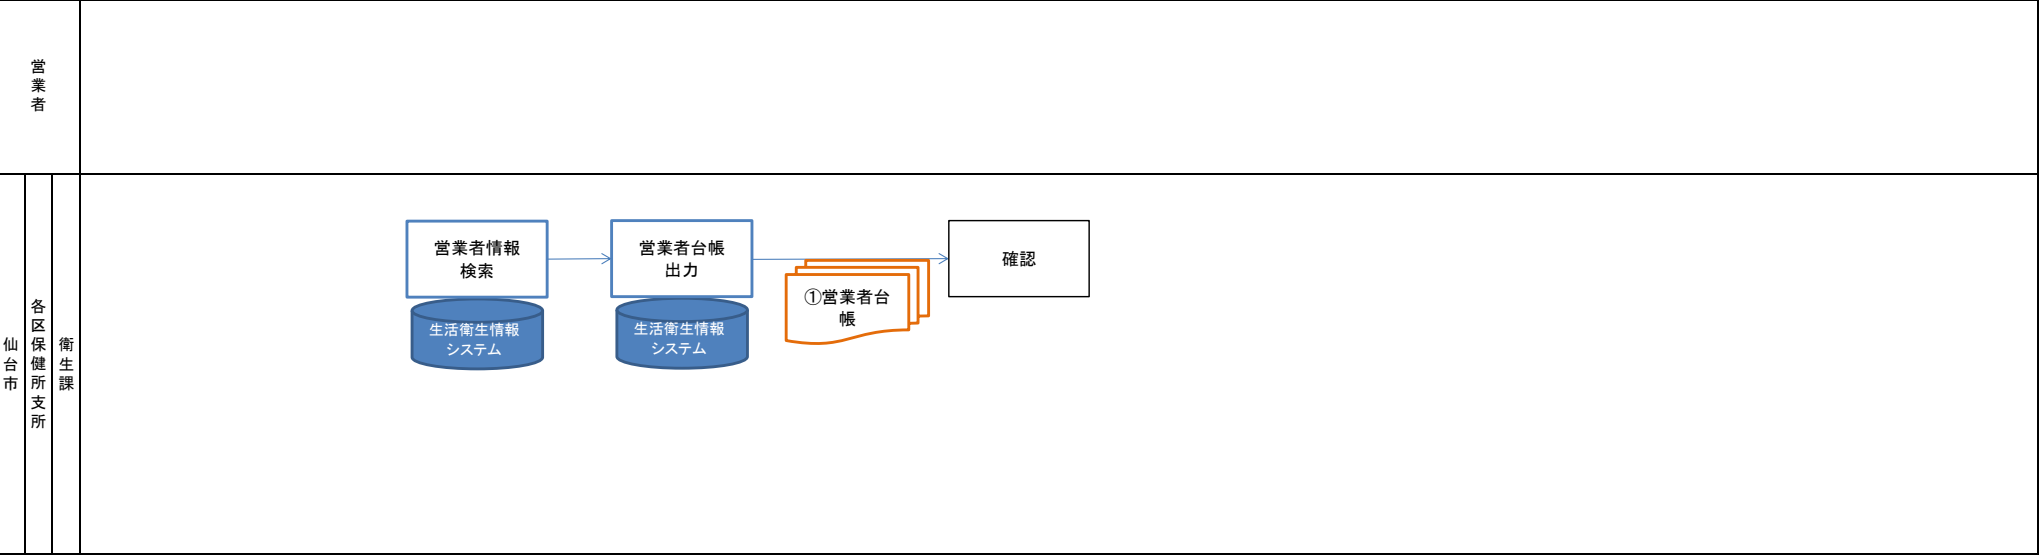 営業者
仙台市
各区保健所支所
衛生課
営業者情報
検索
生活衛生情報
システム
営業者台帳
出力
生活衛生情報
システム
①営業者台
帳
確認